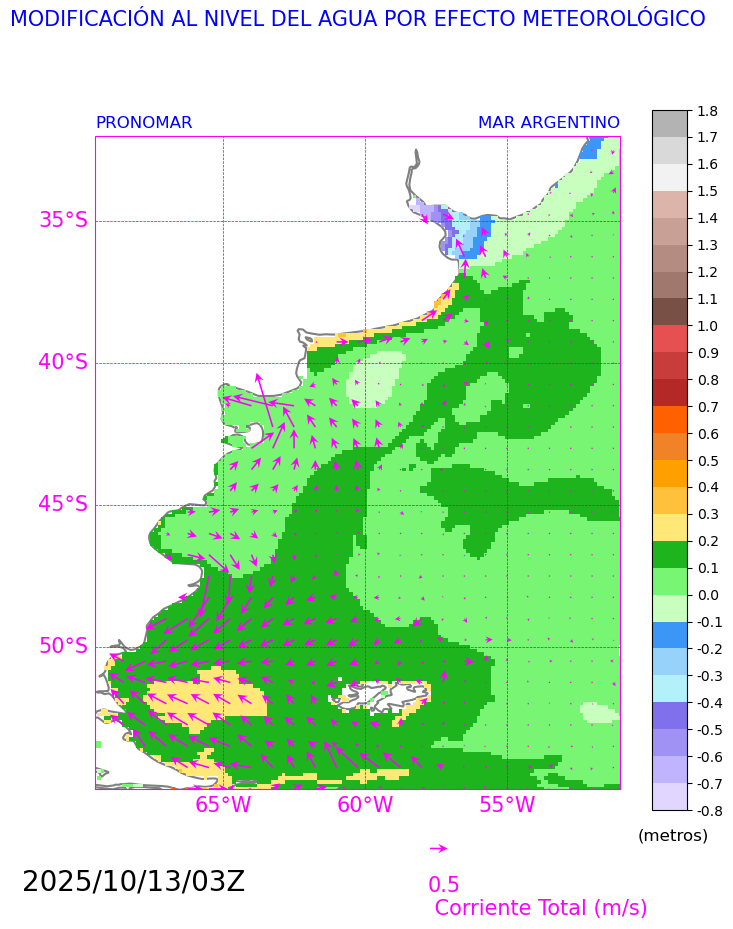 MODIFICACIÓN AL NIVEL DEL AGUA POR EFECTO METEOROLÓGICO
PRONOMAR MAR ARGENTINO
1.8
1.7
1.6
1.5
1.4
1.3
1.2
1.1
1.0
0.9
0.8
0.7
0.6
0.5
0.4
0.3
0.2
0.1
0.0
-0.1
-0.2
-0.3
-0.4
-0.5
-0.6
-0.7
-0.8
(metros)
35°S
40°S
45°S
50°S
65°W 60°W 55°W
2025/10/13/03Z
0.5
Corriente Total (m/s)